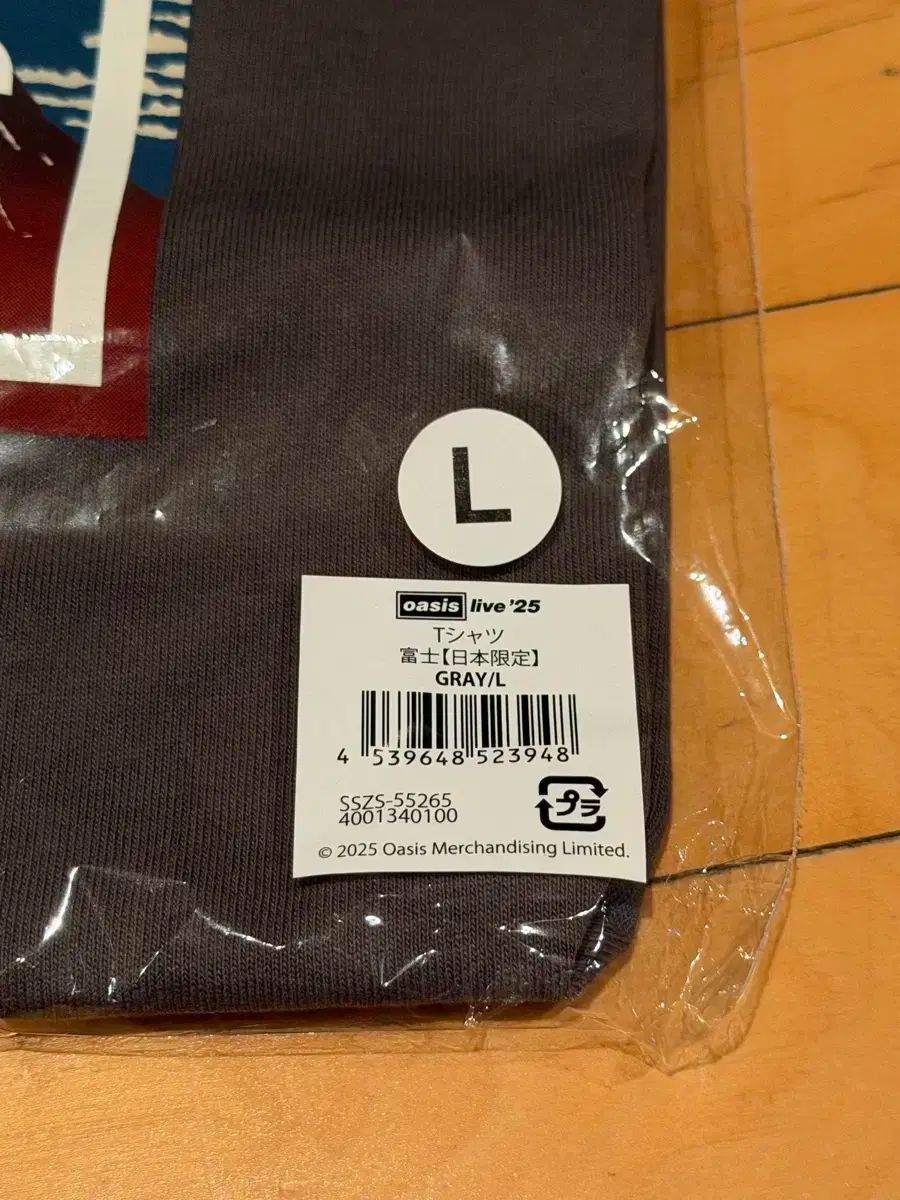 L
oasis live '25
Tシャツ
富士【日本限定】
GRAY/L
4 539648 523948
SSZS-55265
4001340100
プラ
© 2025 Oasis Merchandising Limited.